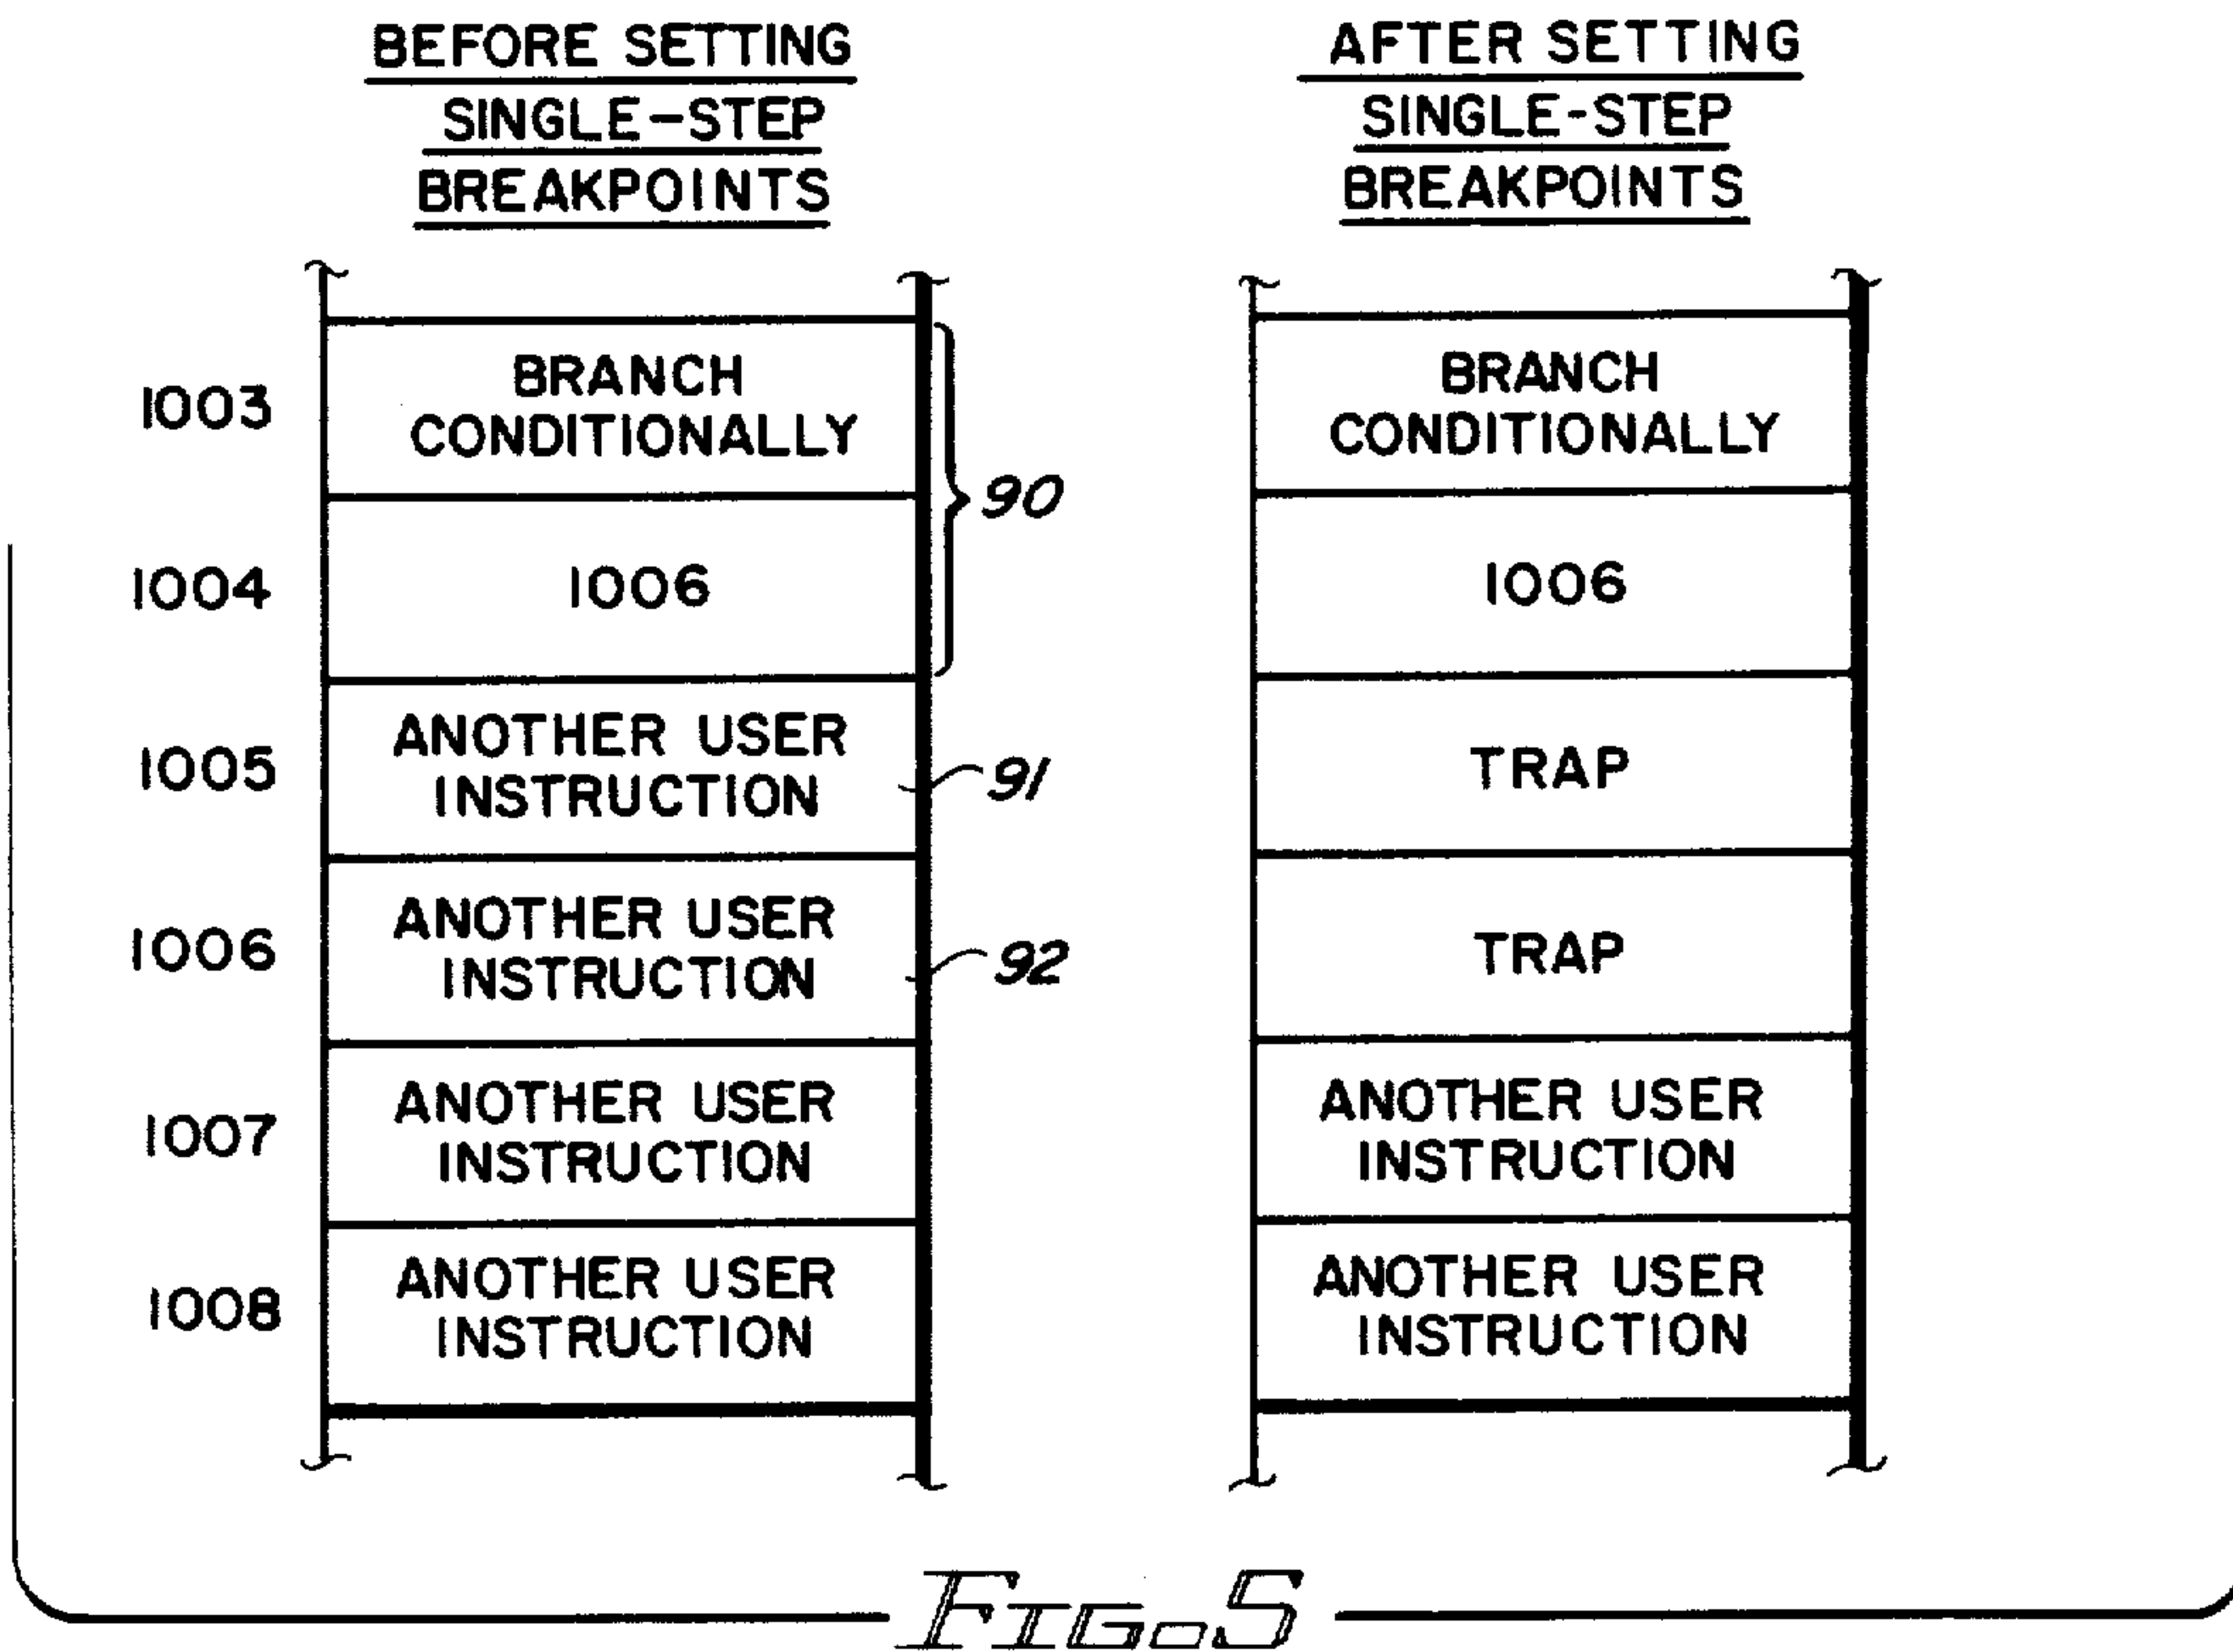 BEFORE SETTING
SINGLE-STEP
BREAKPOINTS
AFTER SETTING
SINGLE-STEP
BREAKPOINTS
1003
BRANCH
CONDITIONALLY
90
BRANCH
CONDITIONALLY
1004
1006
1006
1005
ANOTHER USER
INSTRUCTION
91
TRAP
1006
ANOTHER USER
INSTRUCTION
92
TRAP
1007
ANOTHER USER
INSTRUCTION
ANOTHER USER
INSTRUCTION
1008
ANOTHER USER
INSTRUCTION
ANOTHER USER
INSTRUCTION
FIG. 5